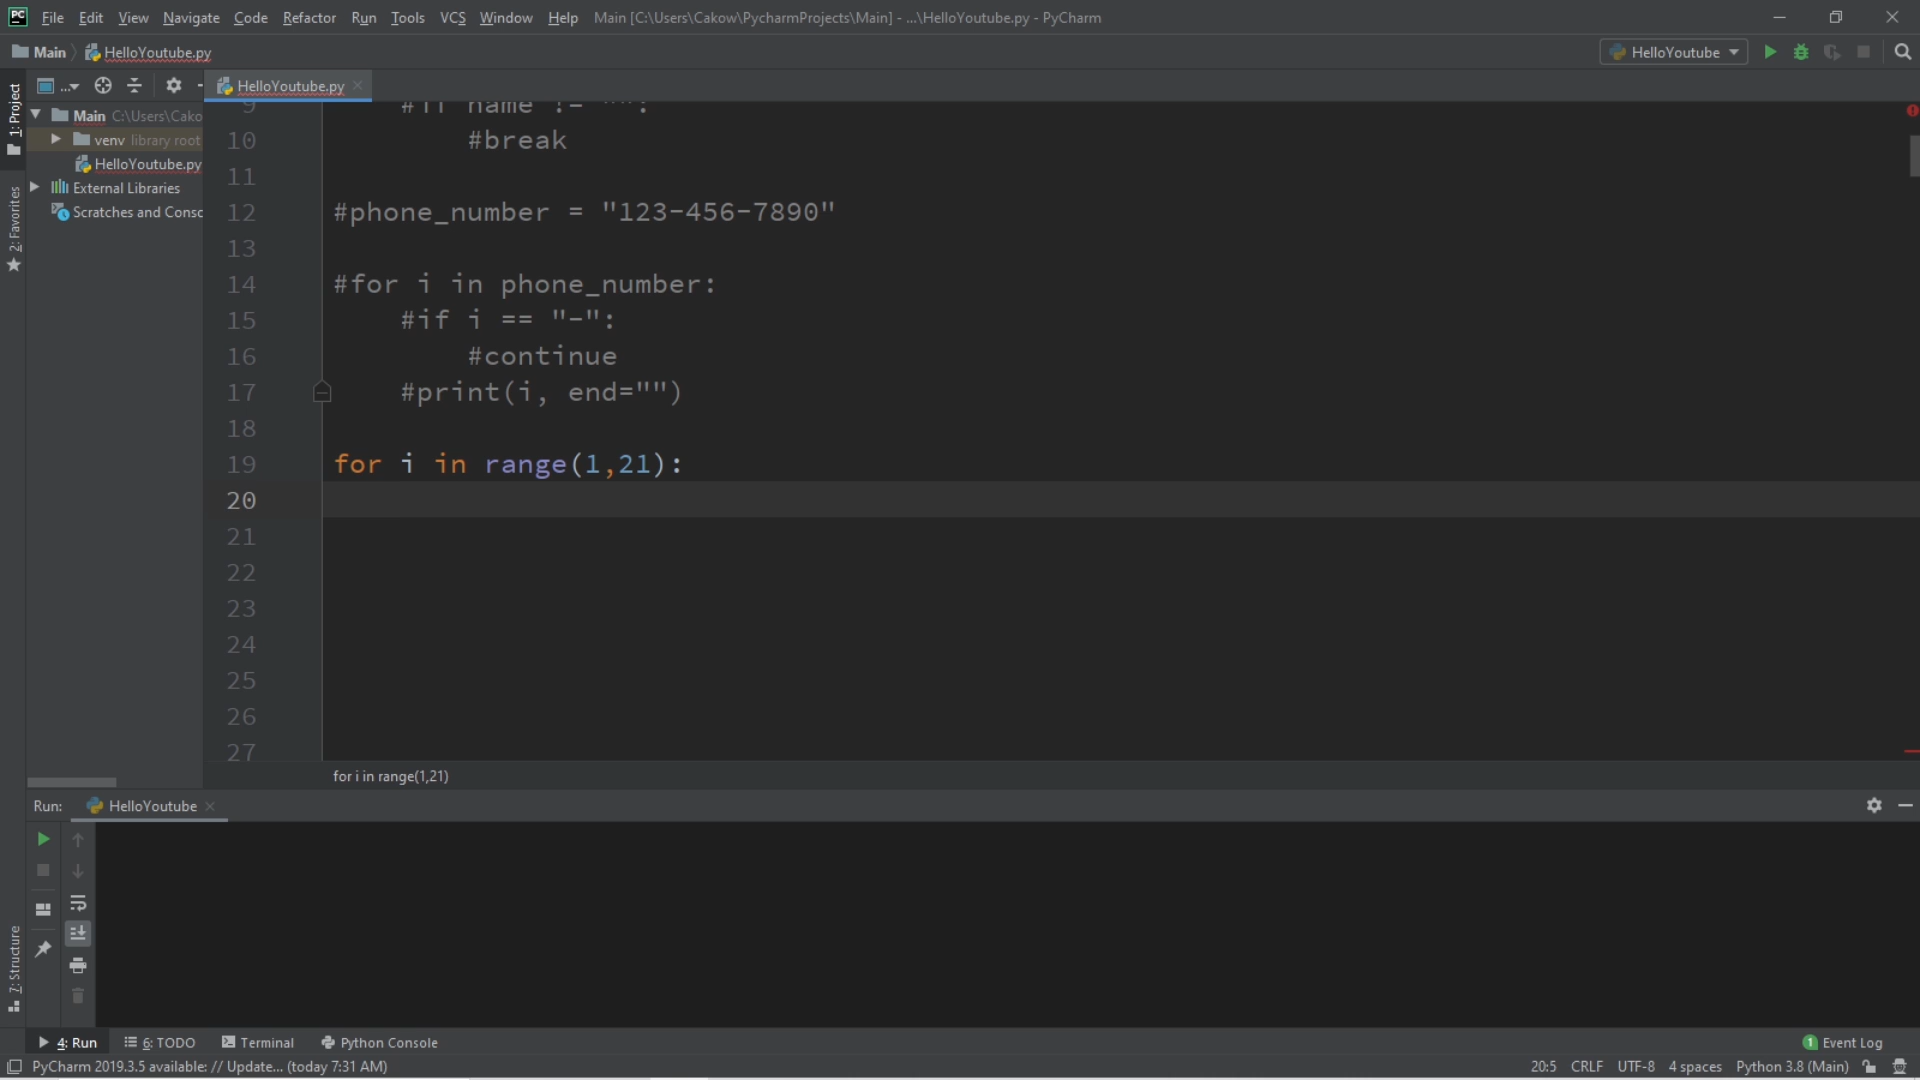 PC File Edit View Navigate Code Refactor Run Tools VCS Window Help Main [C:\Users\Cakow\PycharmProjects\Main] - ...\HelloYoutube.py - PyCharm
Main HelloYoutube.py HelloYoutube
... HelloYoutube.py
1: Project
2: Favorites
7: Structure
Main C:\Users\Cako
venv library root
HelloYoutube.py
External Libraries
Scratches and Consc
9 #if name != "":
10 #break
11
12 #phone_number = "123-456-7890"
13
14 #for i in phone_number:
15 #if i == "-":
16 #continue
17 #print(i, end="")
18
19 for i in range(1,21):
20
21
22
23
24
25
26
27
for i in range(1,21)
Run: HelloYoutube
4: Run 6: TODO Terminal Python Console 1 Event Log
PyCharm 2019.3.5 available: // Update... (today 7:31 AM) 20:5 CRLF UTF-8 4 spaces Python 3.8 (Main)